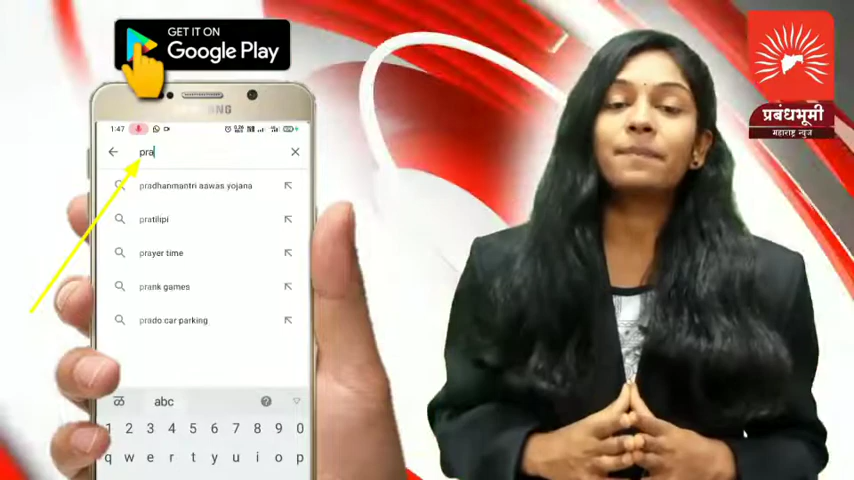 GET IT ON
Google Play
SAMSUNG
1:47
pra
pradhanmantri aawas yojana
pratilipi
prayer time
prank games
prado car parking
abc
1 2 3 4 5 6 7 8 9 0
q w e r t y u i o p
प्रबंधभूमी
महाराष्ट्र न्यूज